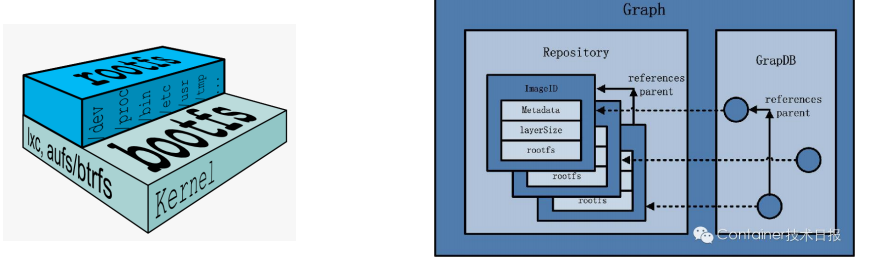 rootfs
/dev
/proc
/bin
/etc
/usr
/tmp
...
bootfs
lxc, aufs/btrfs
Kernel
Graph
Repository
ImageID
Metadata
layerSize
rootfs
rootfs
rootfs
references
parent
GrapDB
references
parent
Container技术日报